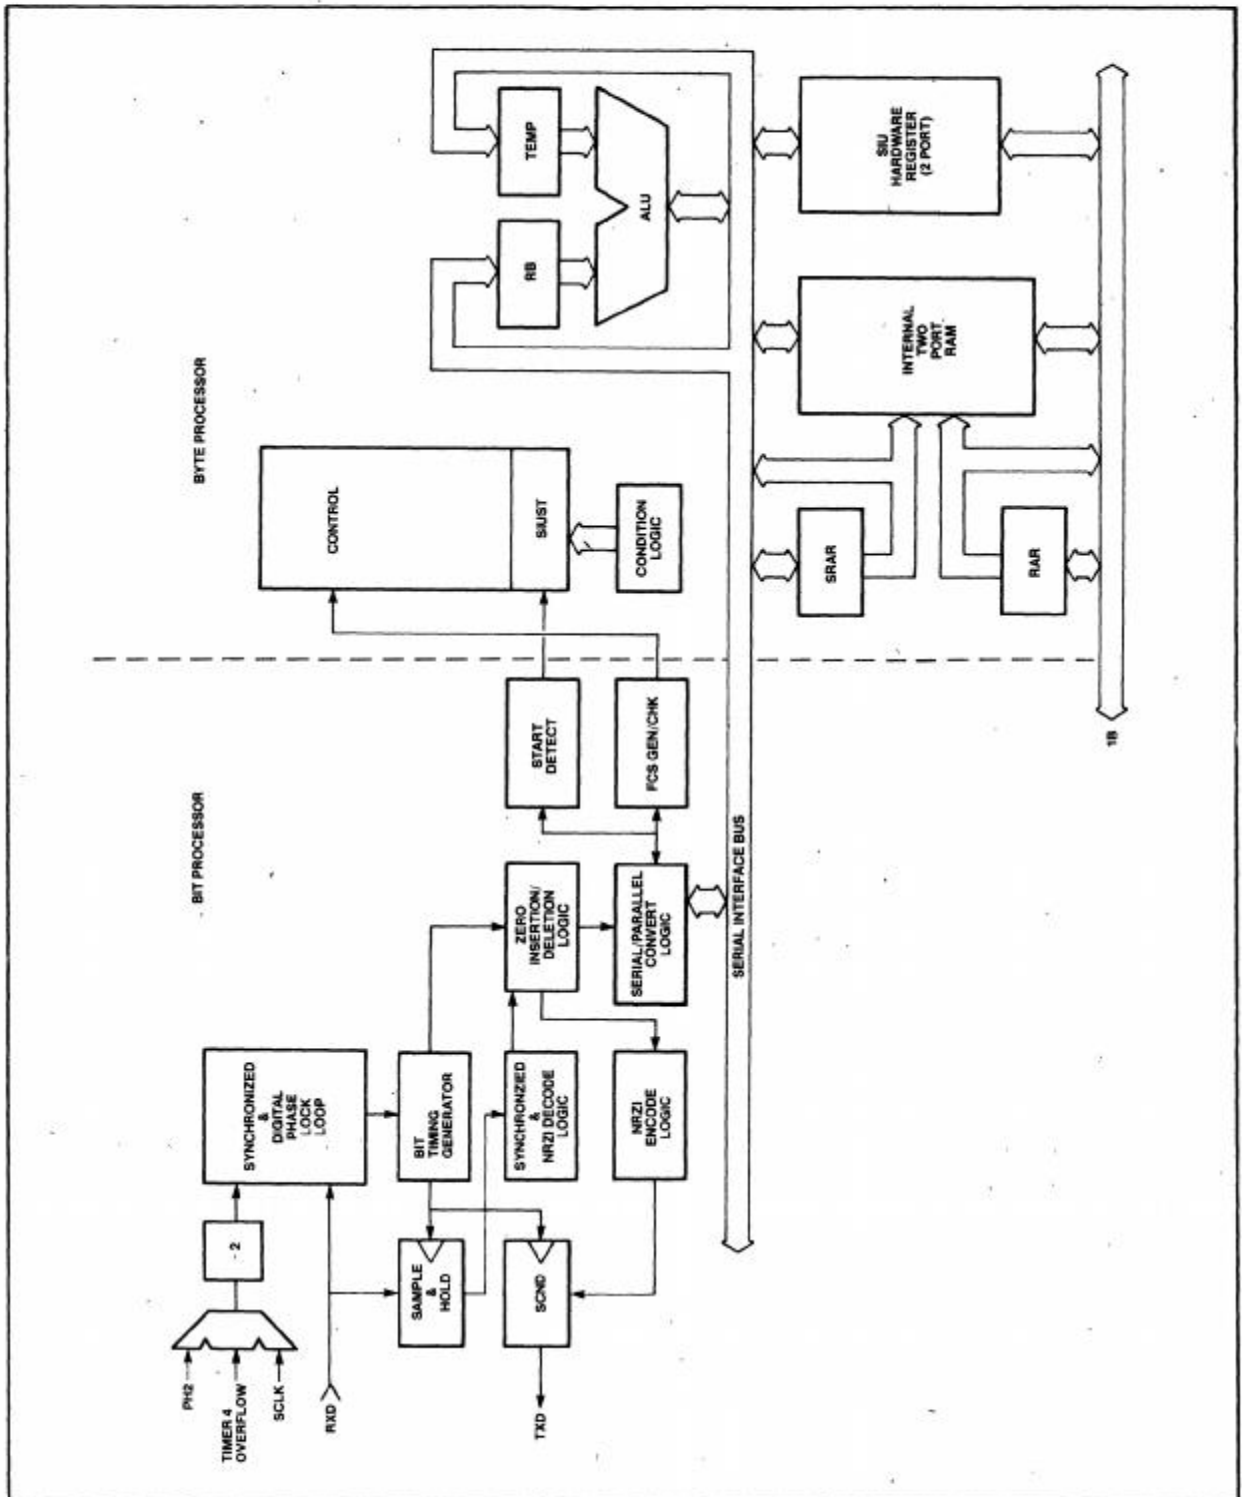 BIT PROCESSOR
BYTE PROCESSOR
PH2
TIMER 4
OVERFLOW
SCLK
RXD
TXD
- 2
SYNCHRONIZED
&
DIGITAL
PHASE
LOCK
LOOP
BIT
TIMING
GENERATOR
SAMPLE
&
HOLD
SCND
SYNCHRONZIED
&
NRZI DECODE
LOGIC
NRZI
ENCODE
LOGIC
ZERO
INSERTION/
DELETION
LOGIC
SERIAL/PARALLEL
CONVERT
LOGIC
START
DETECT
FCS GEN/CHK
CONTROL
SIUST
CONDITION
LOGIC
RB
TEMP
ALU
SERIAL INTERFACE BUS
SRAR
RAR
INTERNAL
TWO
PORT
RAM
SIU
HARDWARE
REGISTER
(2 PORT)
1B